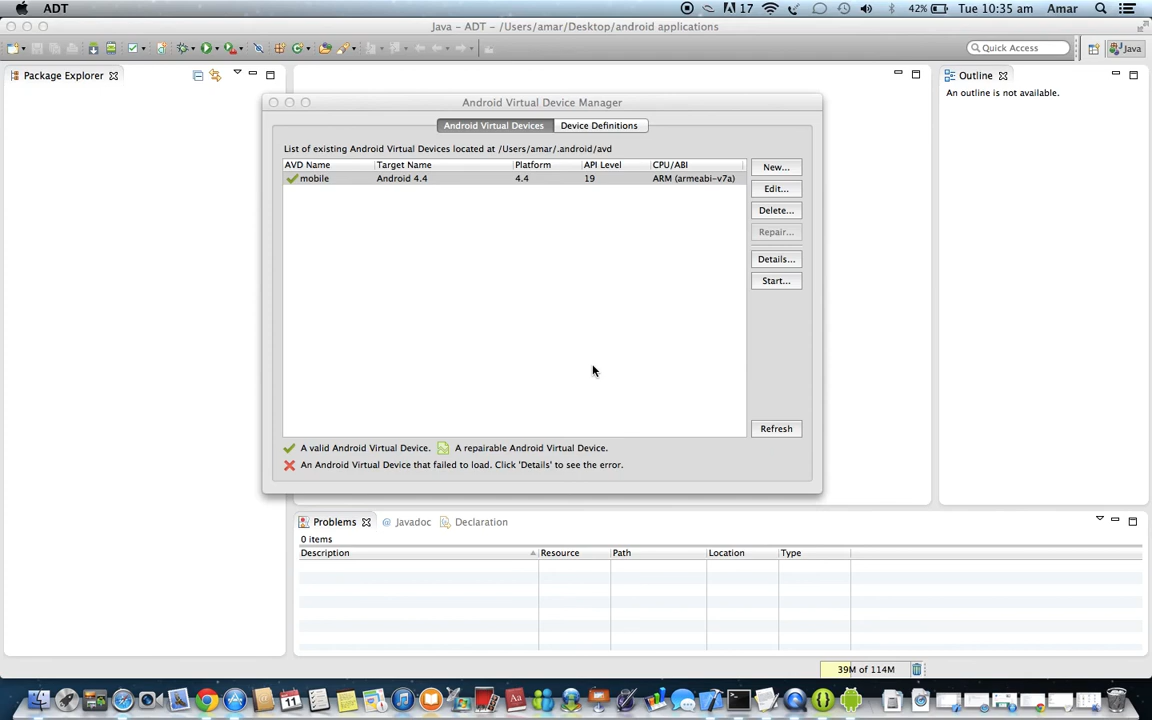 ADT
17
42%
Tue 10:35 am
Amar
Java – ADT – /Users/amar/Desktop/android applications
Quick Access
Java
Package Explorer
Outline
An outline is not available.
Android Virtual Device Manager
Android Virtual Devices
Device Definitions
List of existing Android Virtual Devices located at /Users/amar/.android/avd
AVD Name Target Name Platform API Level CPU/ABI
mobile Android 4.4 4.4 19 ARM (armeabi-v7a)
New...
Edit...
Delete...
Repair...
Details...
Start...
Refresh
A valid Android Virtual Device. A repairable Android Virtual Device.
An Android Virtual Device that failed to load. Click 'Details' to see the error.
Problems
@ Javadoc
Declaration
0 items
Description Resource Path Location Type
39M of 114M
11
Aa